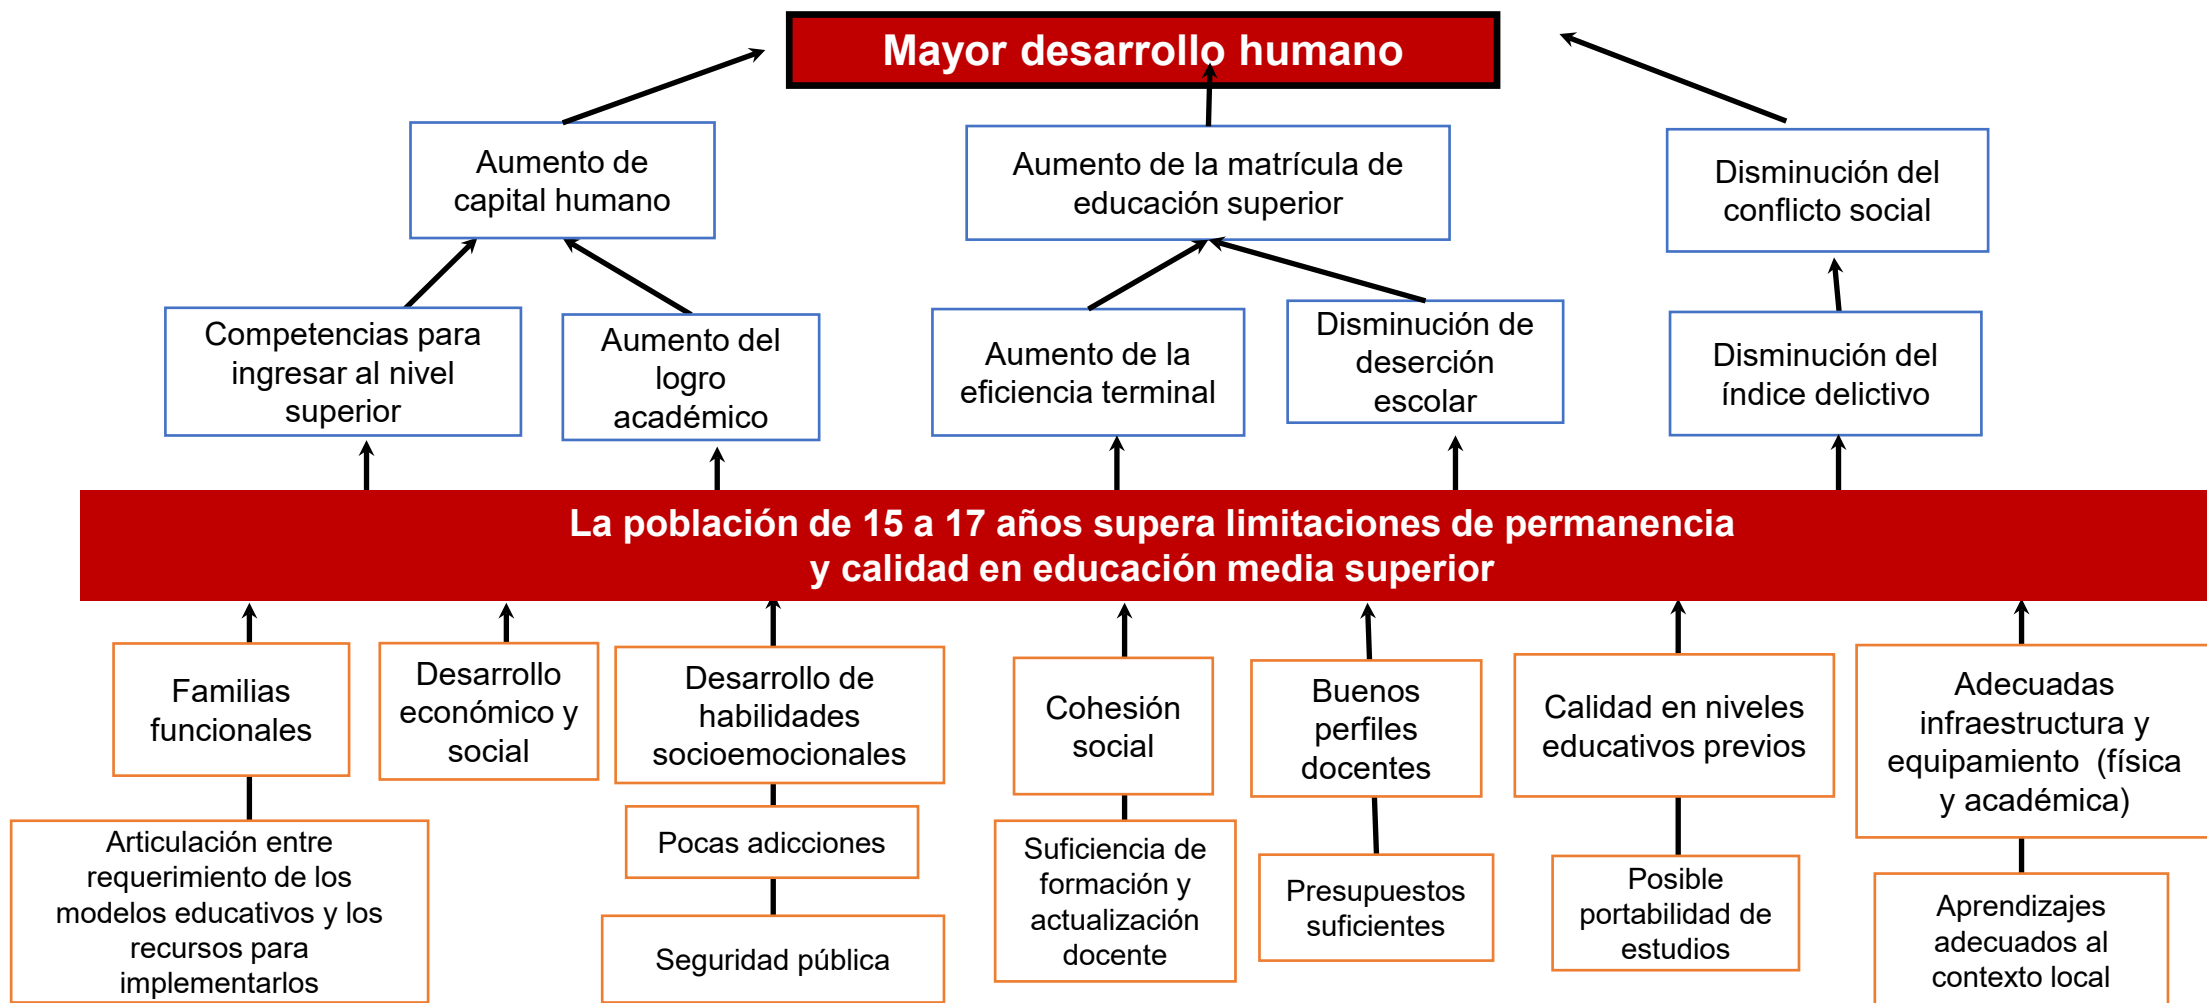 Mayor desarrollo humano
Aumento de
capital humano
Aumento de la matrícula de
educación superior
Disminución del
conflicto social
Competencias para
ingresar al nivel
superior
Aumento del
logro
académico
Aumento de la
eficiencia terminal
Disminución de
deserción
escolar
Disminución del
índice delictivo
La población de 15 a 17 años supera limitaciones de permanencia
y calidad en educación media superior
Familias
funcionales
Desarrollo
económico y
social
Desarrollo de
habilidades
socioemocionales
Cohesión
social
Buenos
perfiles
docentes
Calidad en niveles
educativos previos
Adecuadas
infraestructura y
equipamiento (física
y académica)
Articulación entre
requerimiento de los
modelos educativos y los
recursos para
implementarlos
Pocas adicciones
Seguridad pública
Suficiencia de
formación y
actualización
docente
Presupuestos
suficientes
Posible
portabilidad de
estudios
Aprendizajes
adecuados al
contexto local